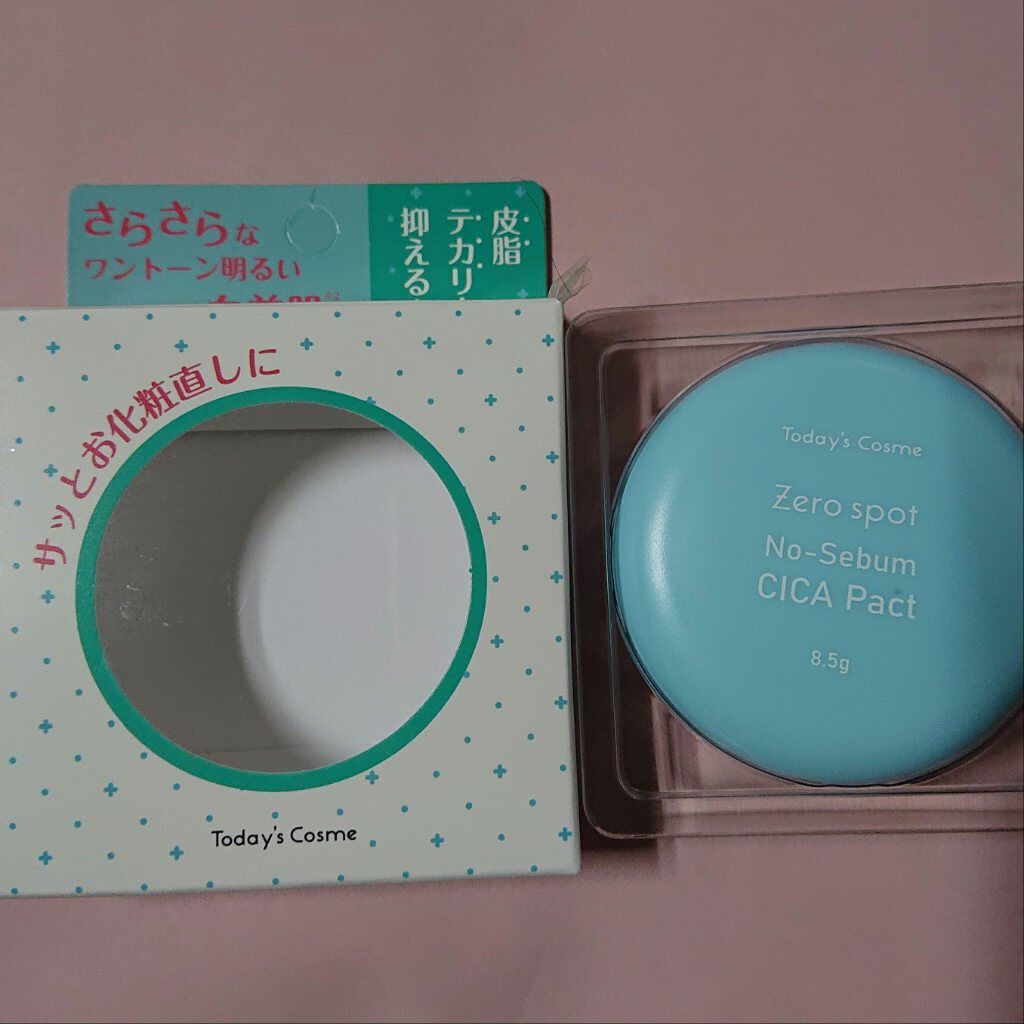 さらさらな
ワントーン明るい
皮脂
テカリ
抑える
サッとお化粧直しに
Today's Cosme
Today's Cosme
Zero spot
No-Sebum
CICA Pact
8.5g